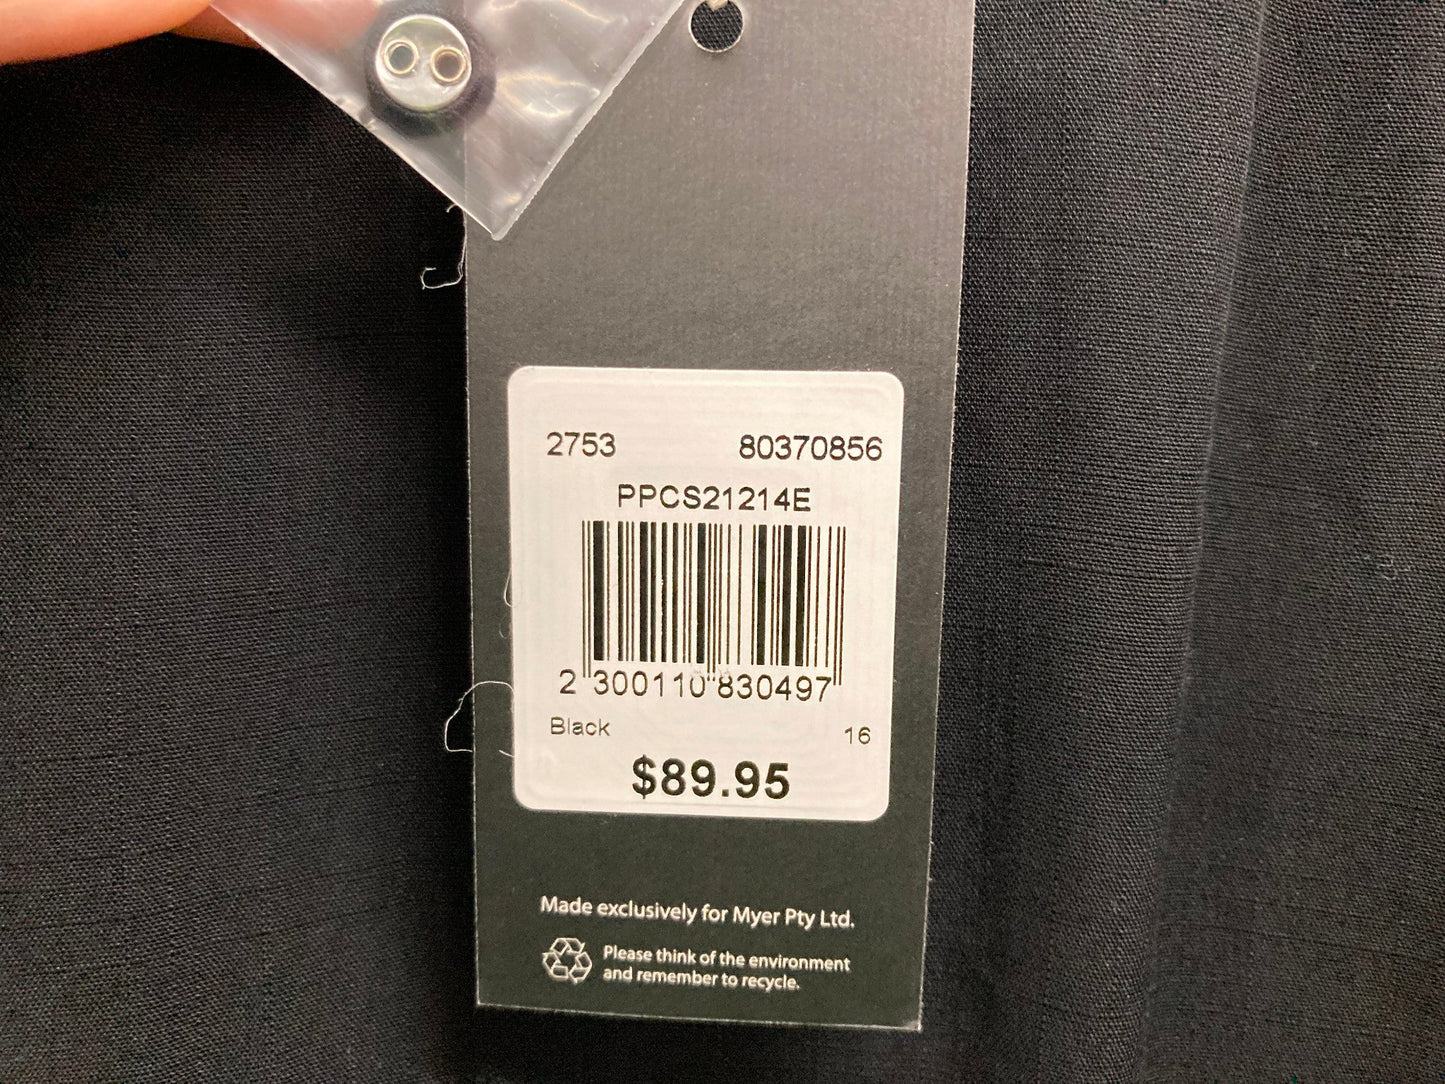 2753 80370856
PPCS21214E
2 300110 830497
Black 16
$89.95
Made exclusively for Myer Pty Ltd.
Please think of the environment
and remember to recycle.